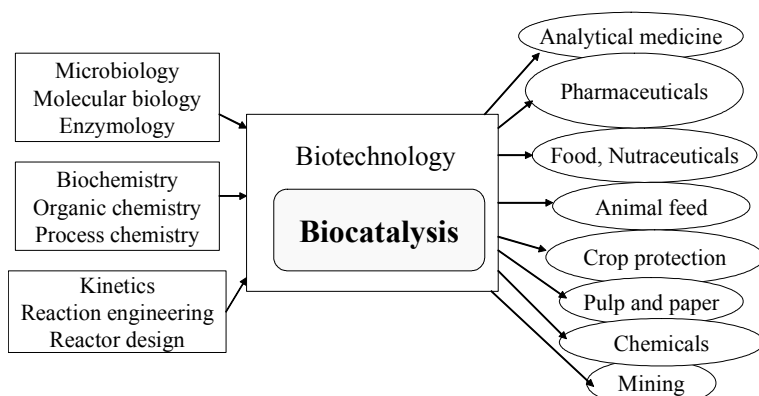 Microbiology
Molecular biology
Enzymology
Biochemistry
Organic chemistry
Process chemistry
Kinetics
Reaction engineering
Reactor design
Biotechnology
Biocatalysis
Analytical medicine
Pharmaceuticals
Food, Nutraceuticals
Animal feed
Crop protection
Pulp and paper
Chemicals
Mining